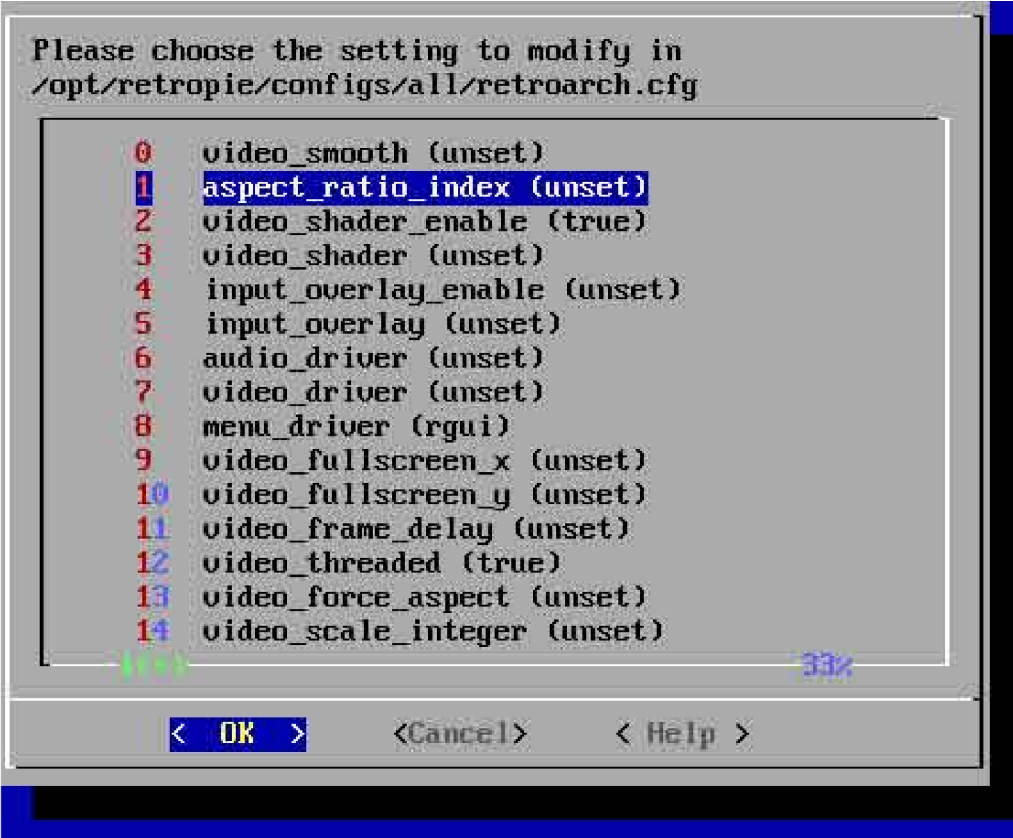 Please choose the setting to modify in
/opt/retropie/configs/all/retroarch.cfg
0 video_smooth (unset)
1 aspect_ratio_index (unset)
2 video_shader_enable (true)
3 video_shader (unset)
4 input_overlay_enable (unset)
5 input_overlay (unset)
6 audio_driver (unset)
7 video_driver (unset)
8 menu_driver (rgui)
9 video_fullscreen_x (unset)
10 video_fullscreen_y (unset)
11 video_frame_delay (unset)
12 video_threaded (true)
13 video_force_aspect (unset)
14 video_scale_integer (unset)
↓(+) 33%
< OK > <Cancel> < Help >